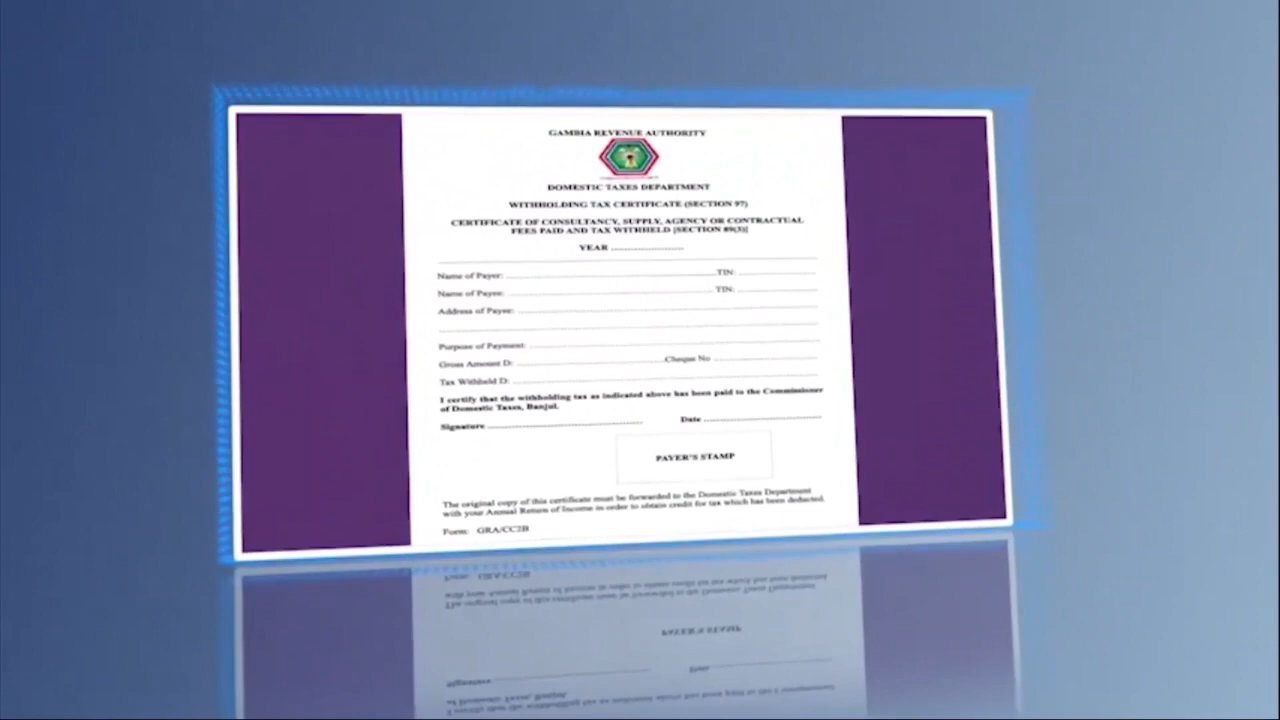 GAMBIA REVENUE AUTHORITY
DOMESTIC TAXES DEPARTMENT
WITHHOLDING TAX CERTIFICATE (SECTION 97)
CERTIFICATE OF CONSULTANCY, SUPPLY, AGENCY OR CONTRACTUAL
FEES PAID AND TAX WITHHELD [SECTION 89(3)]
YEAR ........................
Name of Payer: ........................ TIN: ........................
Name of Payee: ........................ TIN: ........................
Address of Payee: ........................
Purpose of Payment: ........................
Gross Amount D: ........................ Cheque No ........................
Tax Withheld D: ........................
I certify that the withholding tax as indicated above has been paid to the Commissioner
of Domestic Taxes, Banjul.
Signature ........................ Date ........................
PAYER'S STAMP
The original copy of this certificate must be forwarded to the Domestic Taxes Department
with your Annual Return of Income in order to obtain credit for tax which has been deducted.
Form: GRA/CC2B